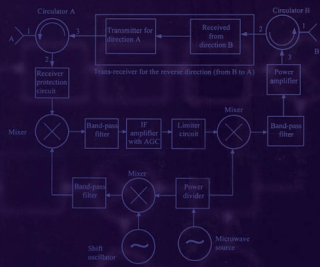 Circulator A
Circulator B
A
1
3
2
Transmitter for
direction A
Received
from
direction B
2
1
B
Trans-receiver for the reverse direction (from B to A)
Receiver
protection
circuit
Power
amplifier
Mixer
Band-pass
filter
IF
amplifier
with AGC
Limiter
circuit
Mixer
Band-pass
filter
Band-pass
filter
Mixer
Power
divider
Shift
oscillator
Microwave
source